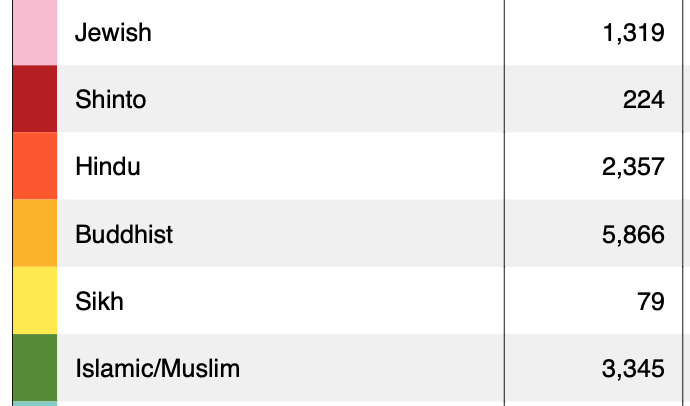 Jewish 1,319
Shinto 224
Hindu 2,357
Buddhist 5,866
Sikh 79
Islamic/Muslim 3,345